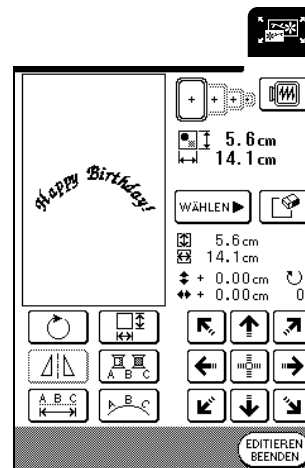 5.6cm
14.1cm
Happy Birthday!
WÄHLEN
5.6cm
14.1cm
+ 0.00cm
+ 0.00cm 0
A B C
A B C
A B C
EDITIEREN
BEENDEN